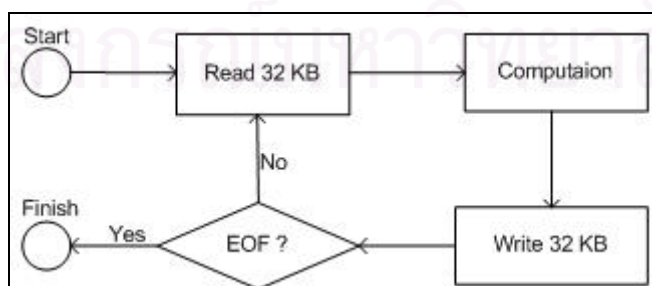 Start
Read 32 KB
Computaion
No
Finish
Yes
EOF ?
Write 32 KB